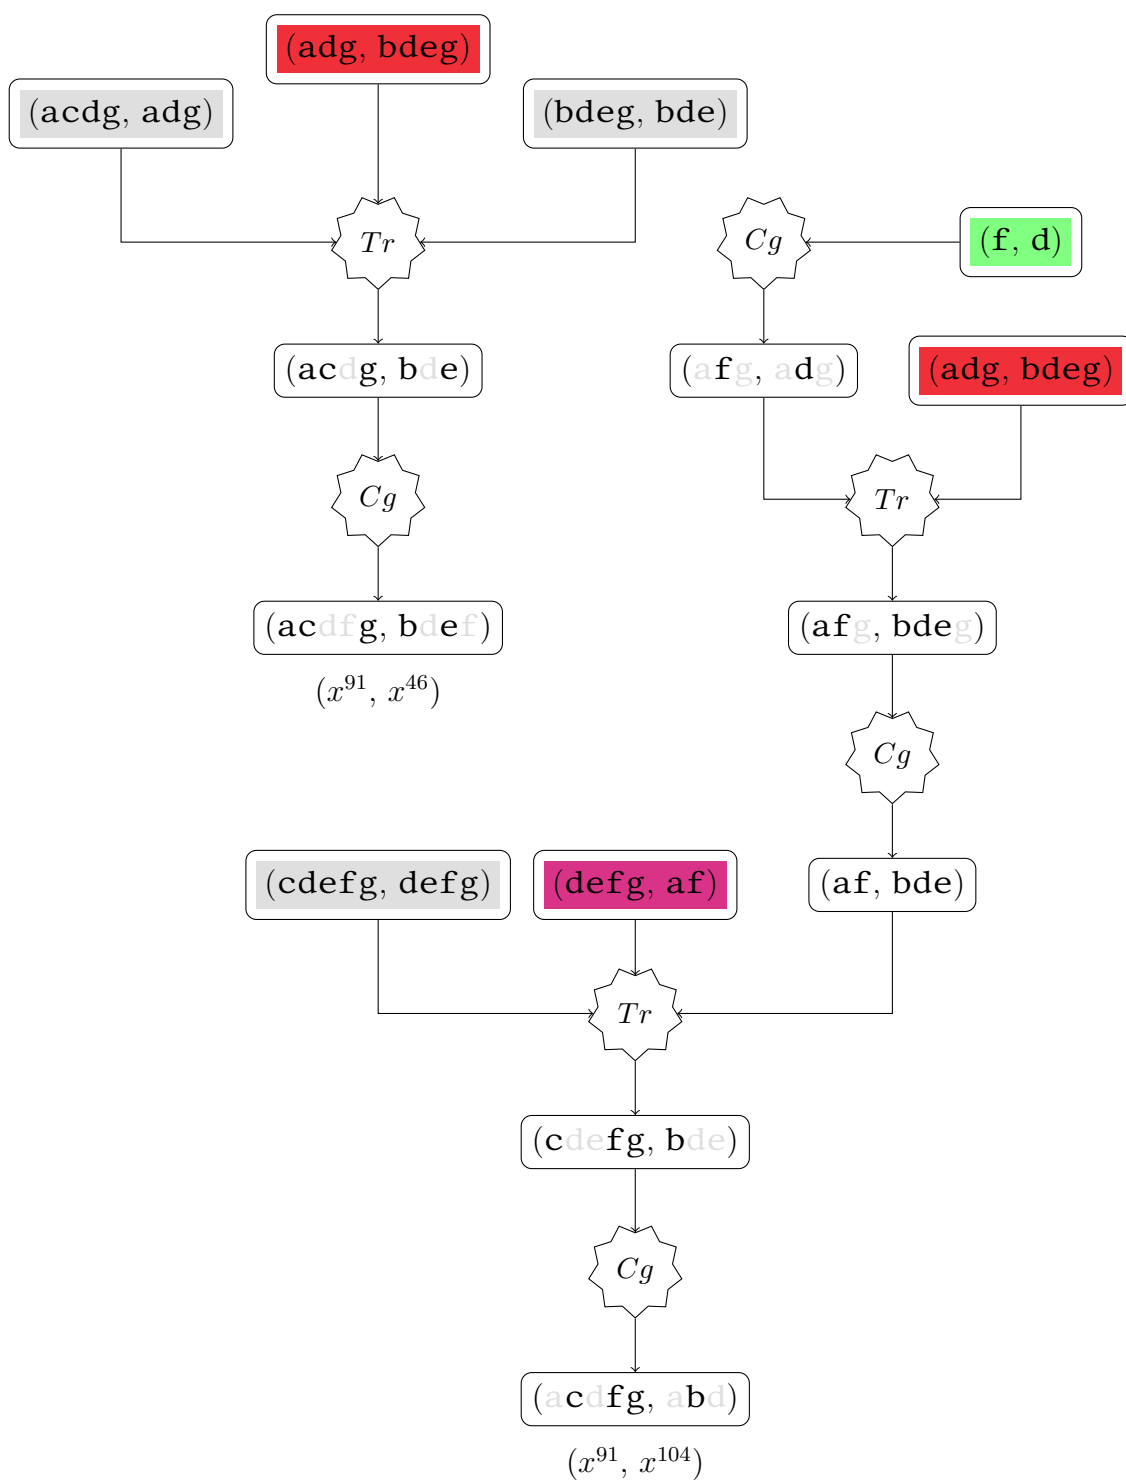 (adg, bdeg)
(acdg, adg)
(bdeg, bde)
Tr
Cg
(f, d)
(acdg, bde)
(afg, adg)
(adg, bdeg)
Cg
Tr
(acdfg, bdef)
(afg, bdeg)
(x^91, x^46)
Cg
(cdefg, defg)
(defg, af)
(af, bde)
Tr
(cdefg, bde)
Cg
(acdfg, abd)
(x^91, x^104)